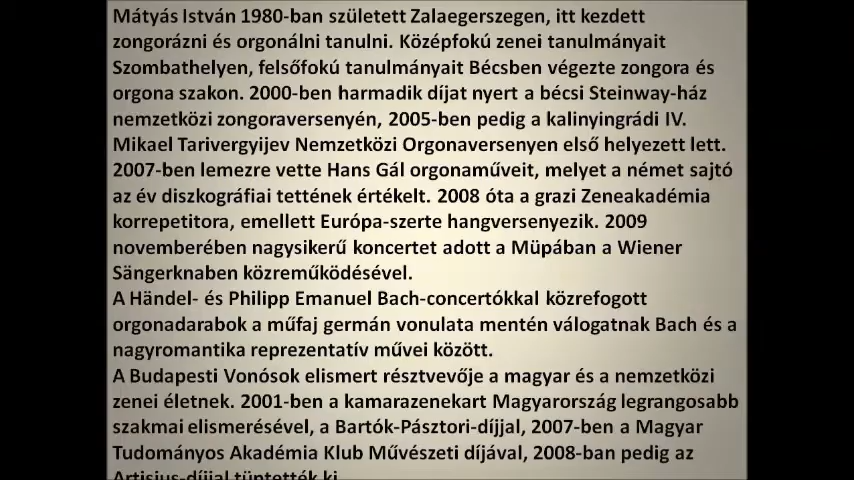 Mátyás István 1980-ban született Zalaegerszegen, itt kezdett
zongorázni és orgonálni tanulni. Középfokú zenei tanulmányait
Szombathelyen, felsőfokú tanulmányait Bécsben végezte zongora és
orgona szakon. 2000-ben harmadik díjat nyert a bécsi Steinway-ház
nemzetközi zongoraversenyén, 2005-ben pedig a kalinyingrádi IV.
Mikael Tarivergyijev Nemzetközi Orgonaversenyen első helyezett lett.
2007-ben lemezre vette Hans Gál orgonaműveit, melyet a német sajtó
az év diszkográfiai tettének értékelt. 2008 óta a grazi Zeneakadémia
korrepetitora, emellett Európa-szerte hangversenyezik. 2009
novemberében nagysikerű koncertet adott a Müpában a Wiener
Sängerknaben közreműködésével.
A Händel- és Philipp Emanuel Bach-concertókkal közrefogott
orgonadarabok a műfaj germán vonulata mentén válogatnak Bach és a
nagyromantika reprezentatív művei között.
A Budapesti Vonósok elismert résztvevője a magyar és a nemzetközi
zenei életnek. 2001-ben a kamarazenekart Magyarország legrangosabb
szakmai elismerésével, a Bartók-Pásztori-díjjal, 2007-ben a Magyar
Tudományos Akadémia Klub Művészeti díjával, 2008-ban pedig az
Artisjus-díjjal tüntették ki.